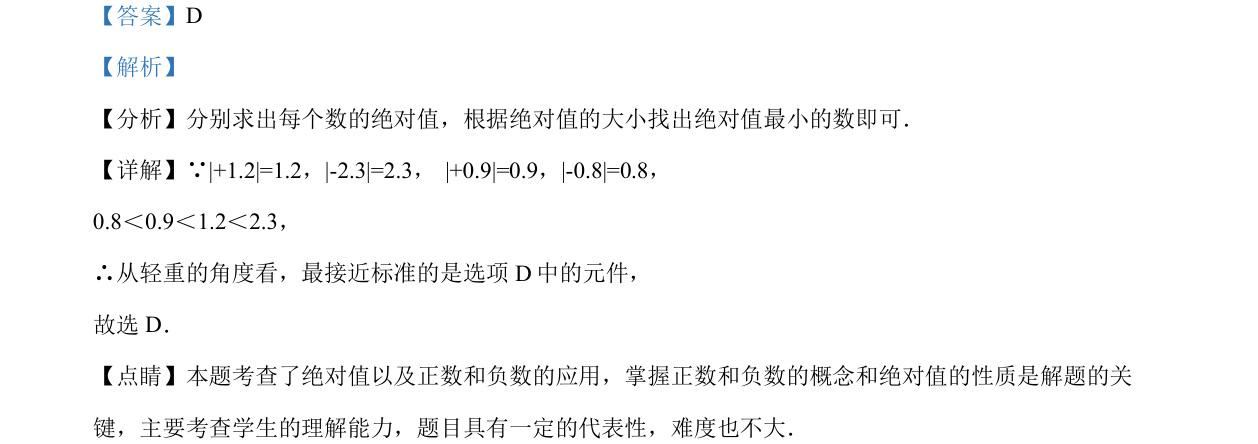 【答案】D
【解析】
【分析】分别求出每个数的绝对值，根据绝对值的大小找出绝对值最小的数即可．
【详解】∵|+1.2|=1.2，|-2.3|=2.3， |+0.9|=0.9，|-0.8|=0.8，
0.8＜0.9＜1.2＜2.3，
∴从轻重的角度看，最接近标准的是选项 D 中的元件，
故选 D．
【点睛】本题考查了绝对值以及正数和负数的应用，掌握正数和负数的概念和绝对值的性质是解题的关
键，主要考查学生的理解能力，题目具有一定的代表性，难度也不大．